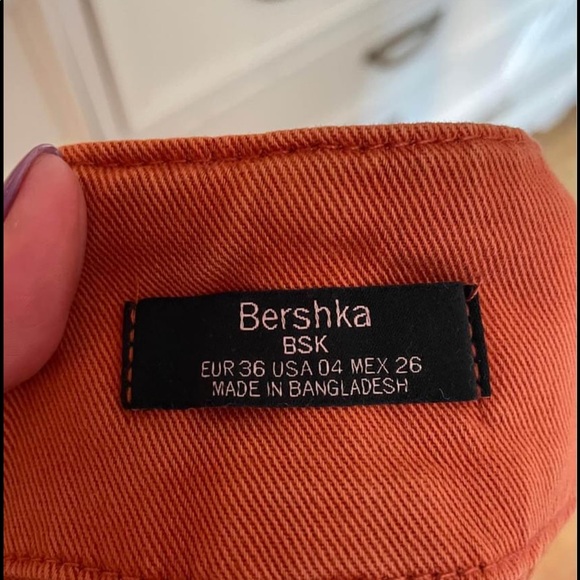 Bershka
BSK
EUR 36 USA 04 MEX 26
MADE IN BANGLADESH